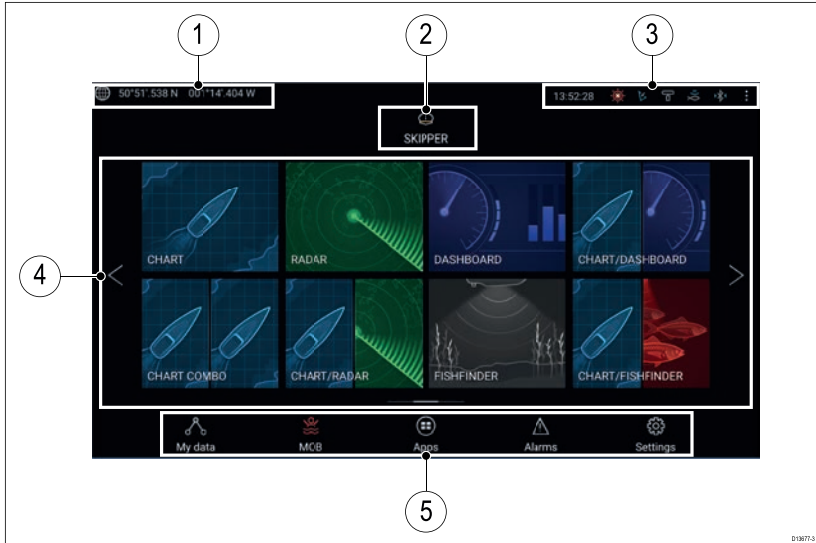 1
2
3
50°51'.538 N 001°14'.404 W
13:52:28
SKIPPER
4
CHART
RADAR
DASHBOARD
CHART/DASHBOARD
CHART COMBO
CHART/RADAR
FISHFINDER
CHART/FISHFINDER
My data
MOB
Apps
Alarms
Settings
5
D13677-3